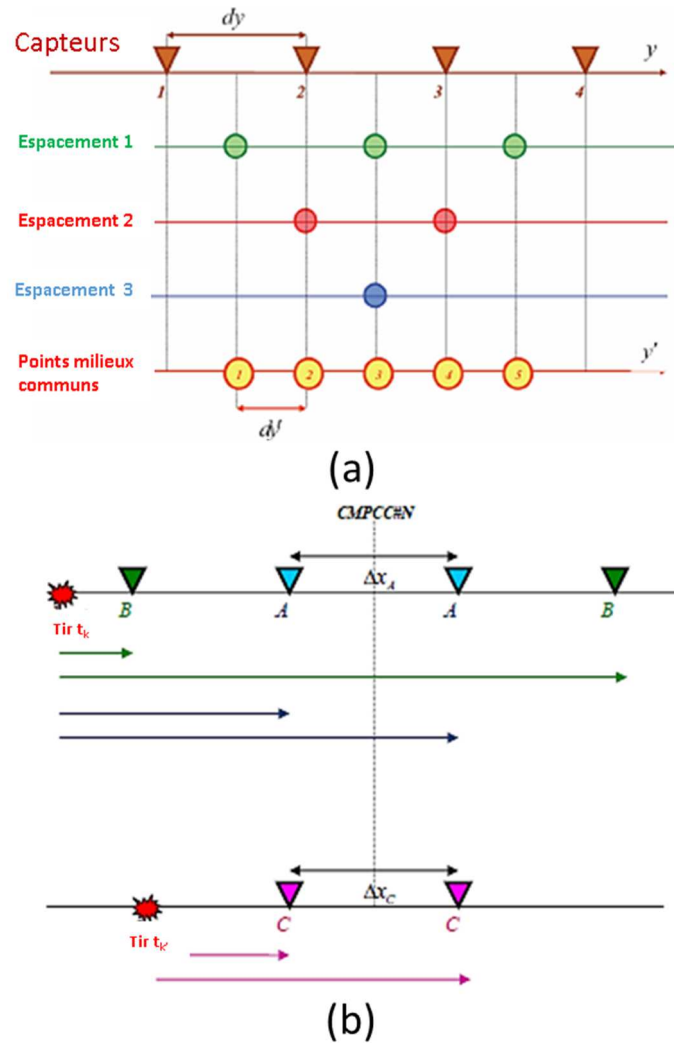 dy
Capteurs
y
1 2 3 4
Espacement 1
Espacement 2
Espacement 3
Points milieux
communs
y'
1 2 3 4 5
dy'
(a)
CMPCC#N
Δx_A
B A A B
Tir t_k
Δx_C
C C
Tir t_k'
(b)